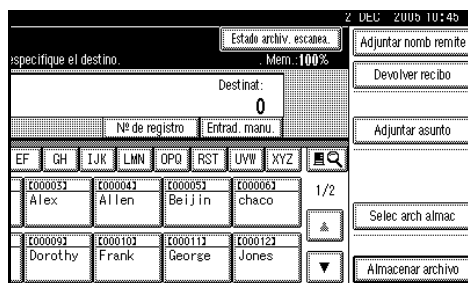 2 DEC 2005 10:45
Estado archiv. escanea.
Adjuntar nomb remite
especifique el destino.
Mem.:100%
Devolver recibo
Destinat:
0
Nº de registro Entrad. manu.
Adjuntar asunto
EF GH IJK LMN OPQ RST UVW XYZ
[00003] [00004] [00005] [00006]
Alex Allen Beijin chaco
1/2
Selec arch almac
[00009] [00010] [00011] [00012]
Dorothy Frank George Jones
Almacenar archivo